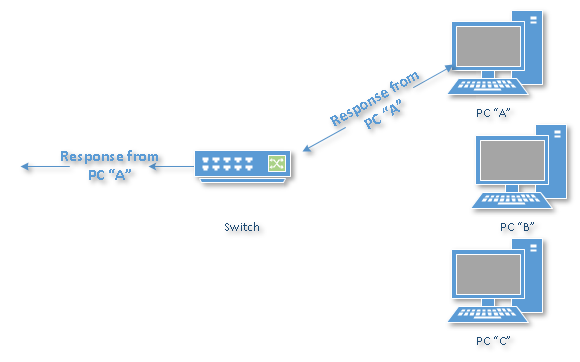 Response from
PC “A”
PC “A”
Response from
PC “A”
PC “B”
Switch
PC “C”